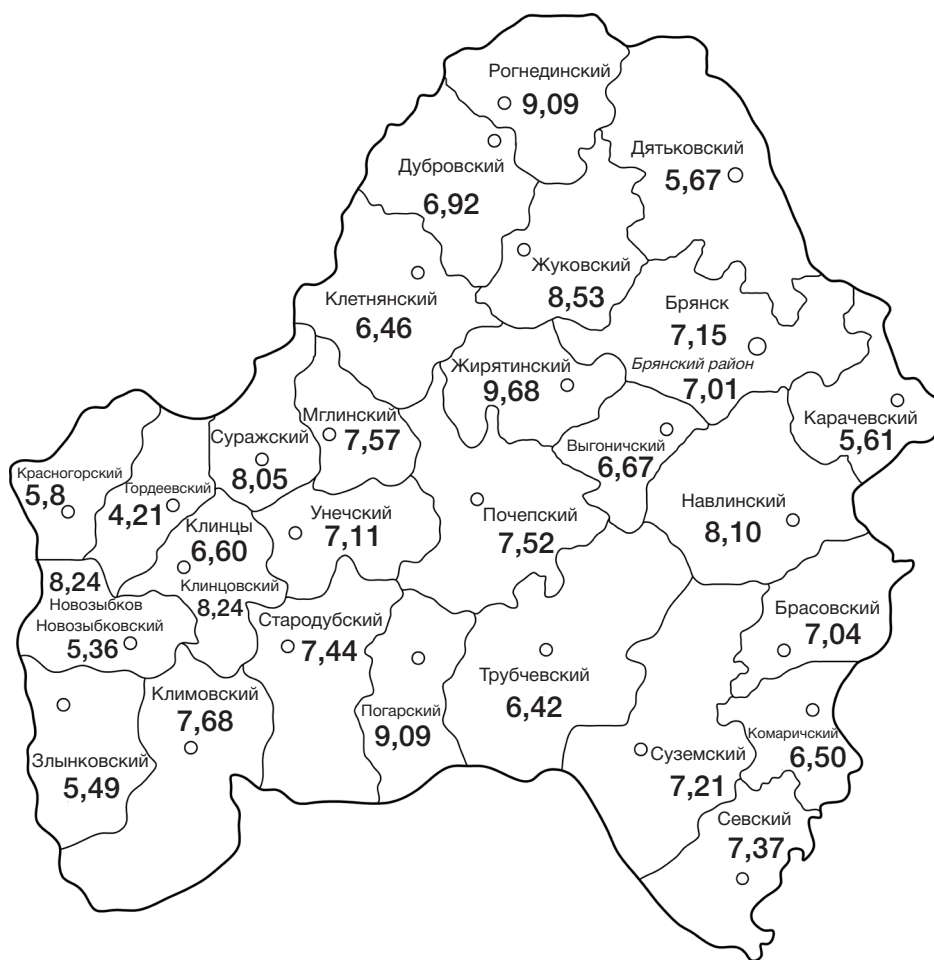 Рогнединский
9,09
Дятьковский
5,67
Дубровский
6,92
Жуковский
8,53
Клетнянский
6,46
Брянск
7,15
Брянский район
7,01
Жирятинский
9,68
Карачевский
5,61
Мглинский
7,57
Суражский
8,05
Выгоничский
6,67
Красногорский
5,8
Гордеевский
4,21
Навлинский
8,10
Почепский
7,52
Унечский
7,11
Клинцы
6,60
Клинцовский
8,24
8,24
Новозыбков
Новозыбковский
5,36
Стародубский
7,44
Брасовский
7,04
Трубчевский
6,42
Климовский
7,68
Погарский
9,09
Злынковский
5,49
Суземский
7,21
Комаричский
6,50
Севский
7,37